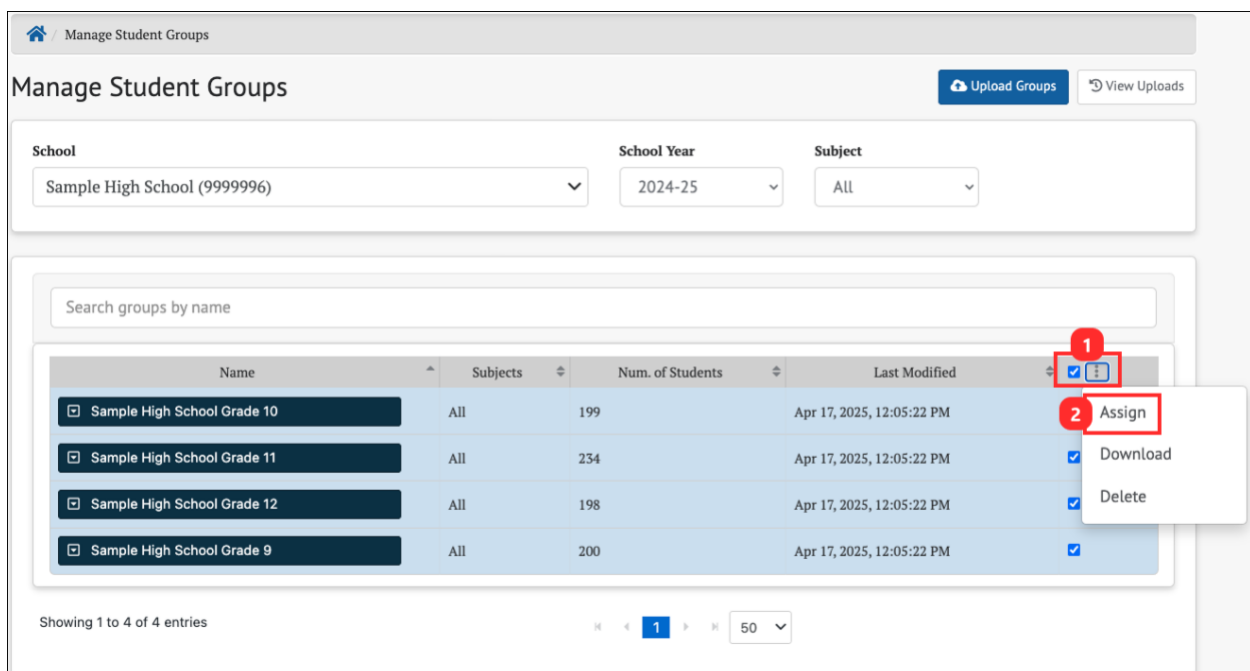 / Manage Student Groups
Manage Student Groups
Upload Groups
View Uploads
School
School Year
Subject
Sample High School (9999996)
2024-25
All
Search groups by name
1
Name
Subjects
Num. of Students
Last Modified
Sample High School Grade 10
All
199
Apr 17, 2025, 12:05:22 PM
2
Assign
Sample High School Grade 11
All
234
Apr 17, 2025, 12:05:22 PM
Download
Sample High School Grade 12
All
198
Apr 17, 2025, 12:05:22 PM
Delete
Sample High School Grade 9
All
200
Apr 17, 2025, 12:05:22 PM
Showing 1 to 4 of 4 entries
1
50